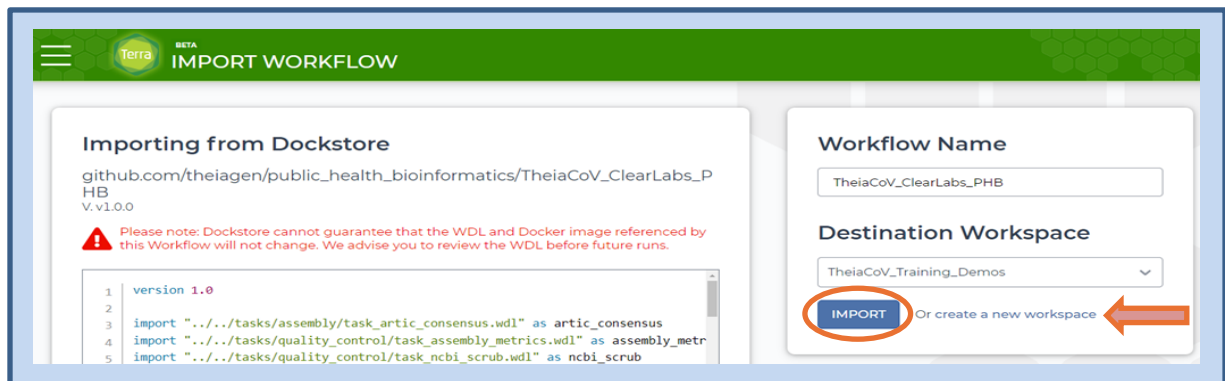 Terra
BETA
IMPORT WORKFLOW
Importing from Dockstore
github.com/theiagen/public_health_bioinformatics/TheiaCoV_ClearLabs_P
HB
V. v1.0.0
Please note: Dockstore cannot guarantee that the WDL and Docker image referenced by
this Workflow will not change. We advise you to review the WDL before future runs.
1 version 1.0
2
3 import "../../tasks/assembly/task_artic_consensus.wdl" as artic_consensus
4 import "../../tasks/quality_control/task_assembly_metrics.wdl" as assembly_metr
5 import "../../tasks/quality_control/task_ncbi_scrub.wdl" as ncbi_scrub
Workflow Name
TheiaCoV_ClearLabs_PHB
Destination Workspace
TheiaCoV_Training_Demos
IMPORT Or create a new workspace